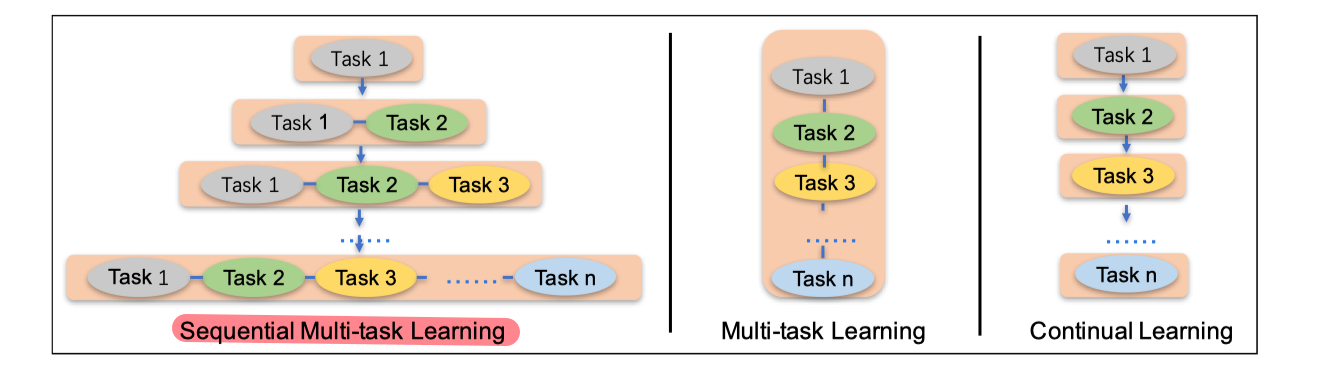 Task 1
Task 1 Task 2
Task 1 Task 2 Task 3
......
Task 1 Task 2 Task 3 ...... Task n
Sequential Multi-task Learning
Task 1
Task 2
Task 3
......
Task n
Multi-task Learning
Task 1
Task 2
Task 3
......
Task n
Continual Learning